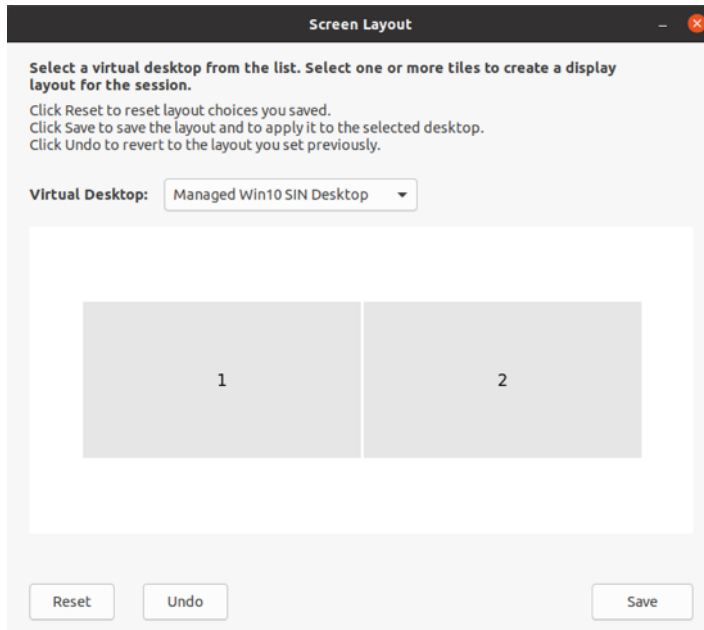 Screen Layout
Select a virtual desktop from the list. Select one or more tiles to create a display
layout for the session.
Click Reset to reset layout choices you saved.
Click Save to save the layout and to apply it to the selected desktop.
Click Undo to revert to the layout you set previously.
Virtual Desktop: Managed Win10 SIN Desktop
1 2
Reset Undo Save